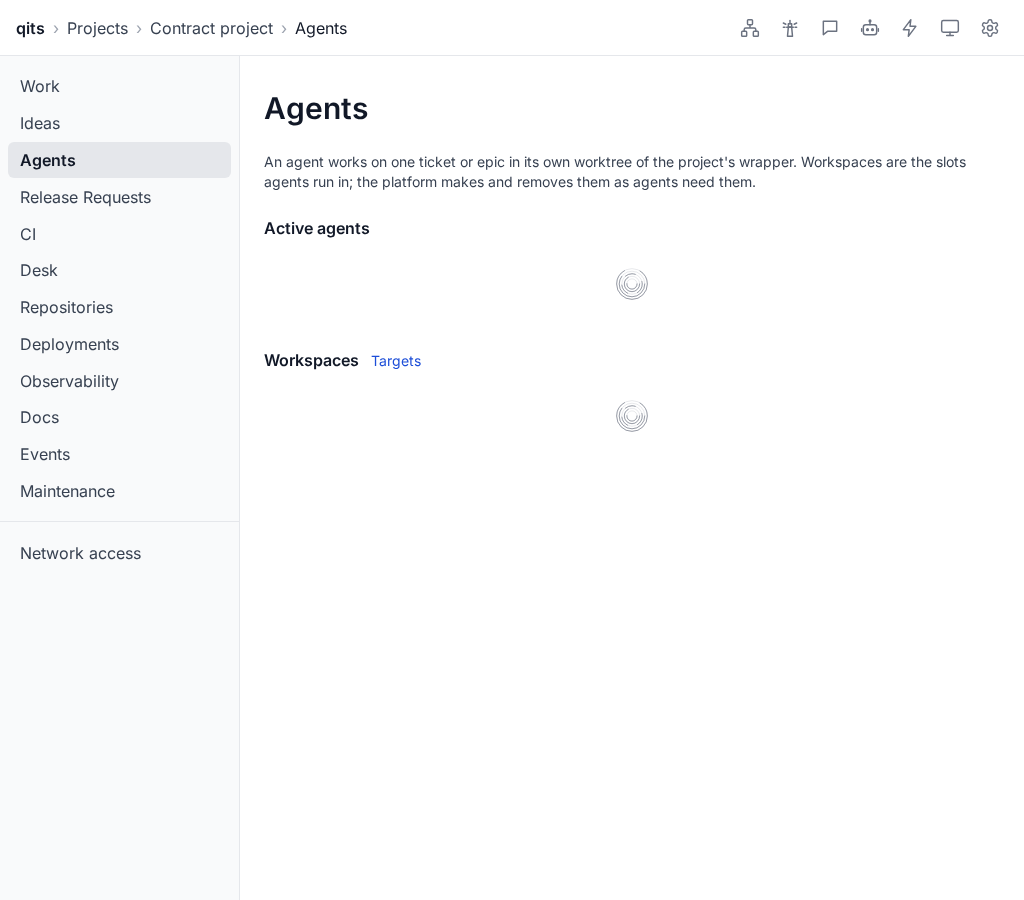 qits › Projects › Contract project › Agents
Work
Ideas
Agents
Release Requests
CI
Desk
Repositories
Deployments
Observability
Docs
Events
Maintenance
Network access
Agents
An agent works on one ticket or epic in its own worktree of the project's wrapper. Workspaces are the slots
agents run in; the platform makes and removes them as agents need them.
Active agents
Workspaces Targets